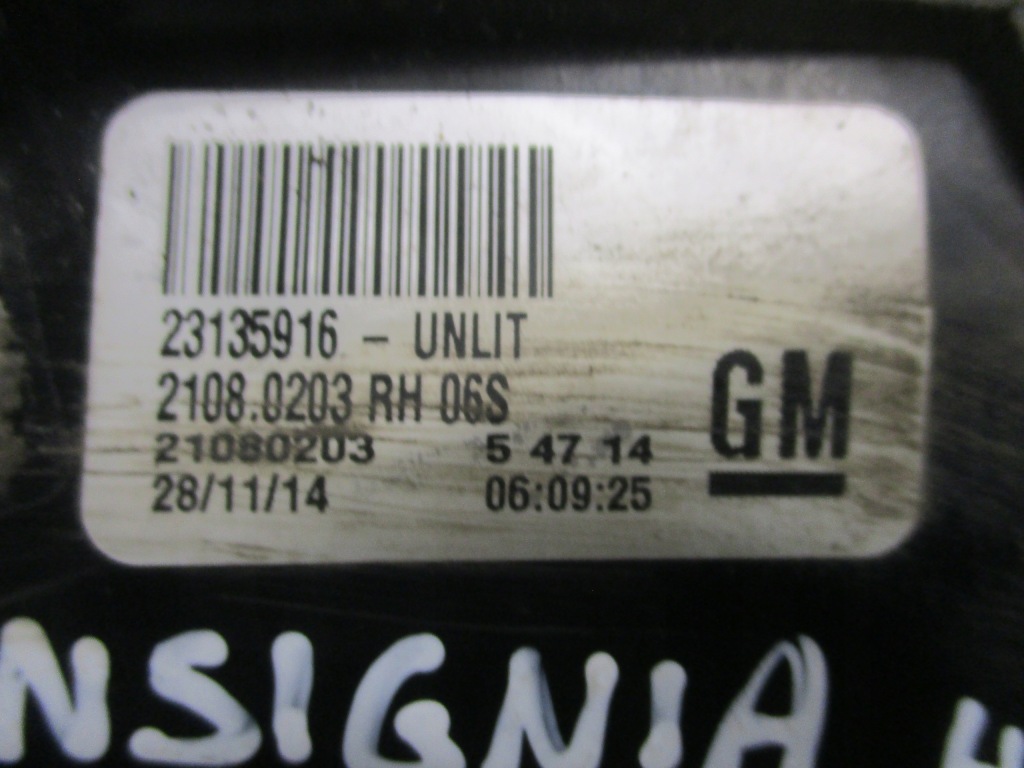 23135916 - UNLIT
2108.0203 RH 06S
21080203 5 47 14
28/11/14 06:09:25
GM
NSIGNIA